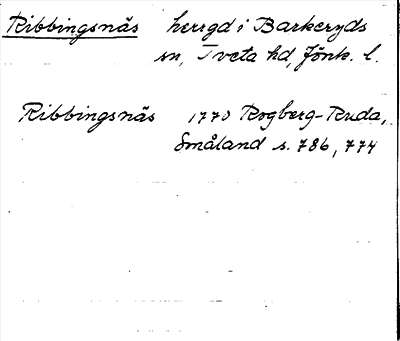 Ribbingsnäs herrgd i Barkeryds
sn, Tveta hd, Jönk. l.
Ribbingsnäs 1770 Rogberg-Ruda,
Småland s. 786, 774